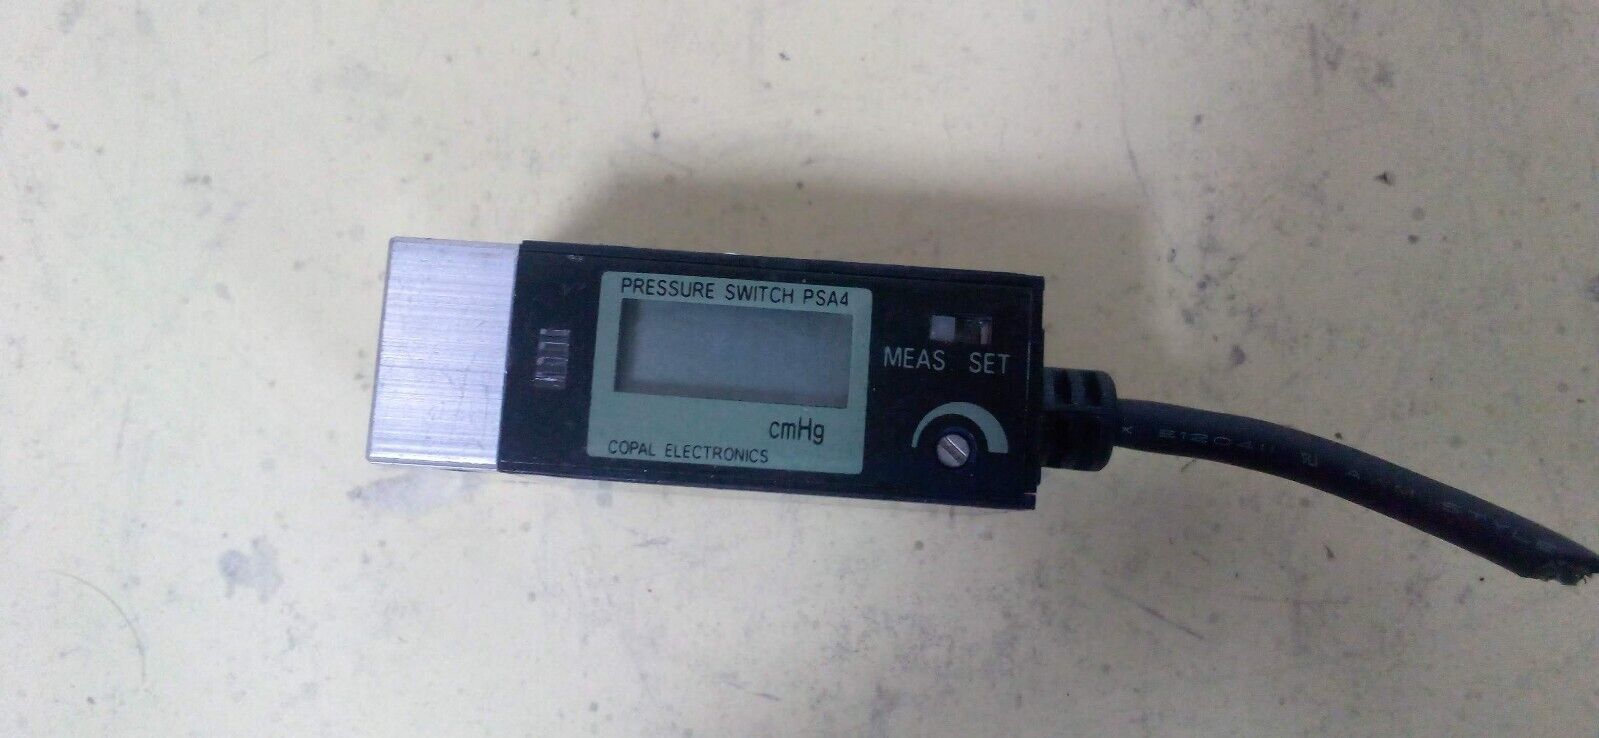 PRESSURE SWITCH PSA4
cmHg
COPAL ELECTRONICS
MEAS SET